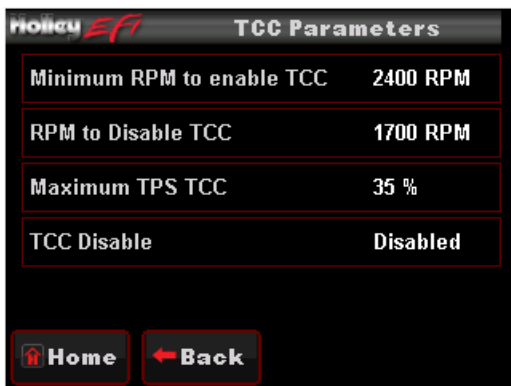 Holley EFI TCC Parameters
Minimum RPM to enable TCC 2400 RPM
RPM to Disable TCC 1700 RPM
Maximum TPS TCC 35 %
TCC Disable Disabled
Home Back